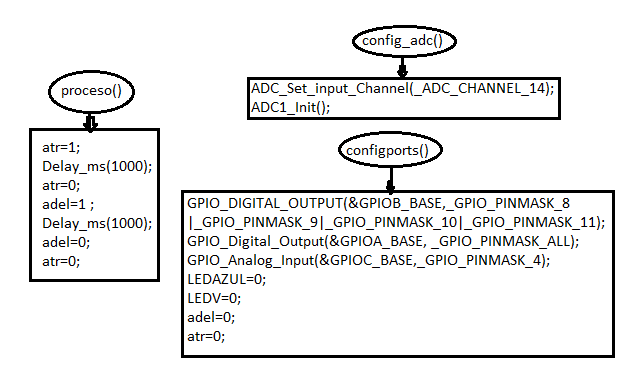 config_adc()
ADC_Set_input_Channel(_ADC_CHANNEL_14);
ADC1_Init();
proceso()
atr=1;
Delay_ms(1000);
atr=0;
adel=1 ;
Delay_ms(1000);
adel=0;
atr=0;
configports()
GPIO_DIGITAL_OUTPUT(&GPIOB_BASE,_GPIO_PINMASK_8
|_GPIO_PINMASK_9|_GPIO_PINMASK_10|_GPIO_PINMASK_11);
GPIO_Digital_Output(&GPIOA_BASE, _GPIO_PINMASK_ALL);
GPIO_Analog_Input(&GPIOC_BASE,_GPIO_PINMASK_4);
LEDAZUL=0;
LEDV=0;
adel=0;
atr=0;